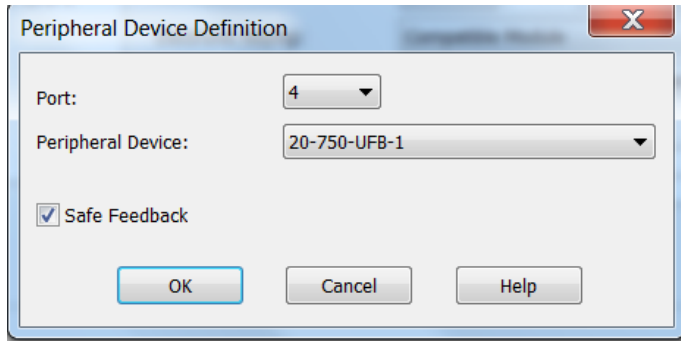 Peripheral Device Definition
Port:
4
Peripheral Device:
20-750-UFB-1
Safe Feedback
OK
Cancel
Help